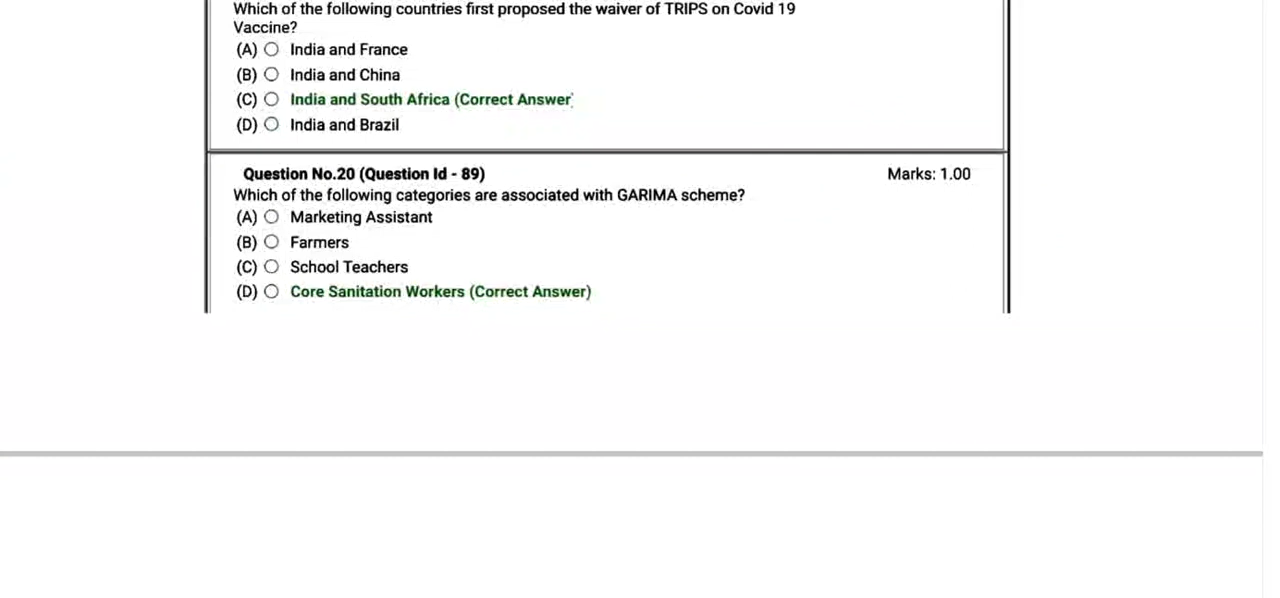 Which of the following countries first proposed the waiver of TRIPS on Covid 19
Vaccine?
(A) India and France
(B) India and China
(C) India and South Africa (Correct Answer)
(D) India and Brazil
Question No.20 (Question Id - 89) Marks: 1.00
Which of the following categories are associated with GARIMA scheme?
(A) Marketing Assistant
(B) Farmers
(C) School Teachers
(D) Core Sanitation Workers (Correct Answer)